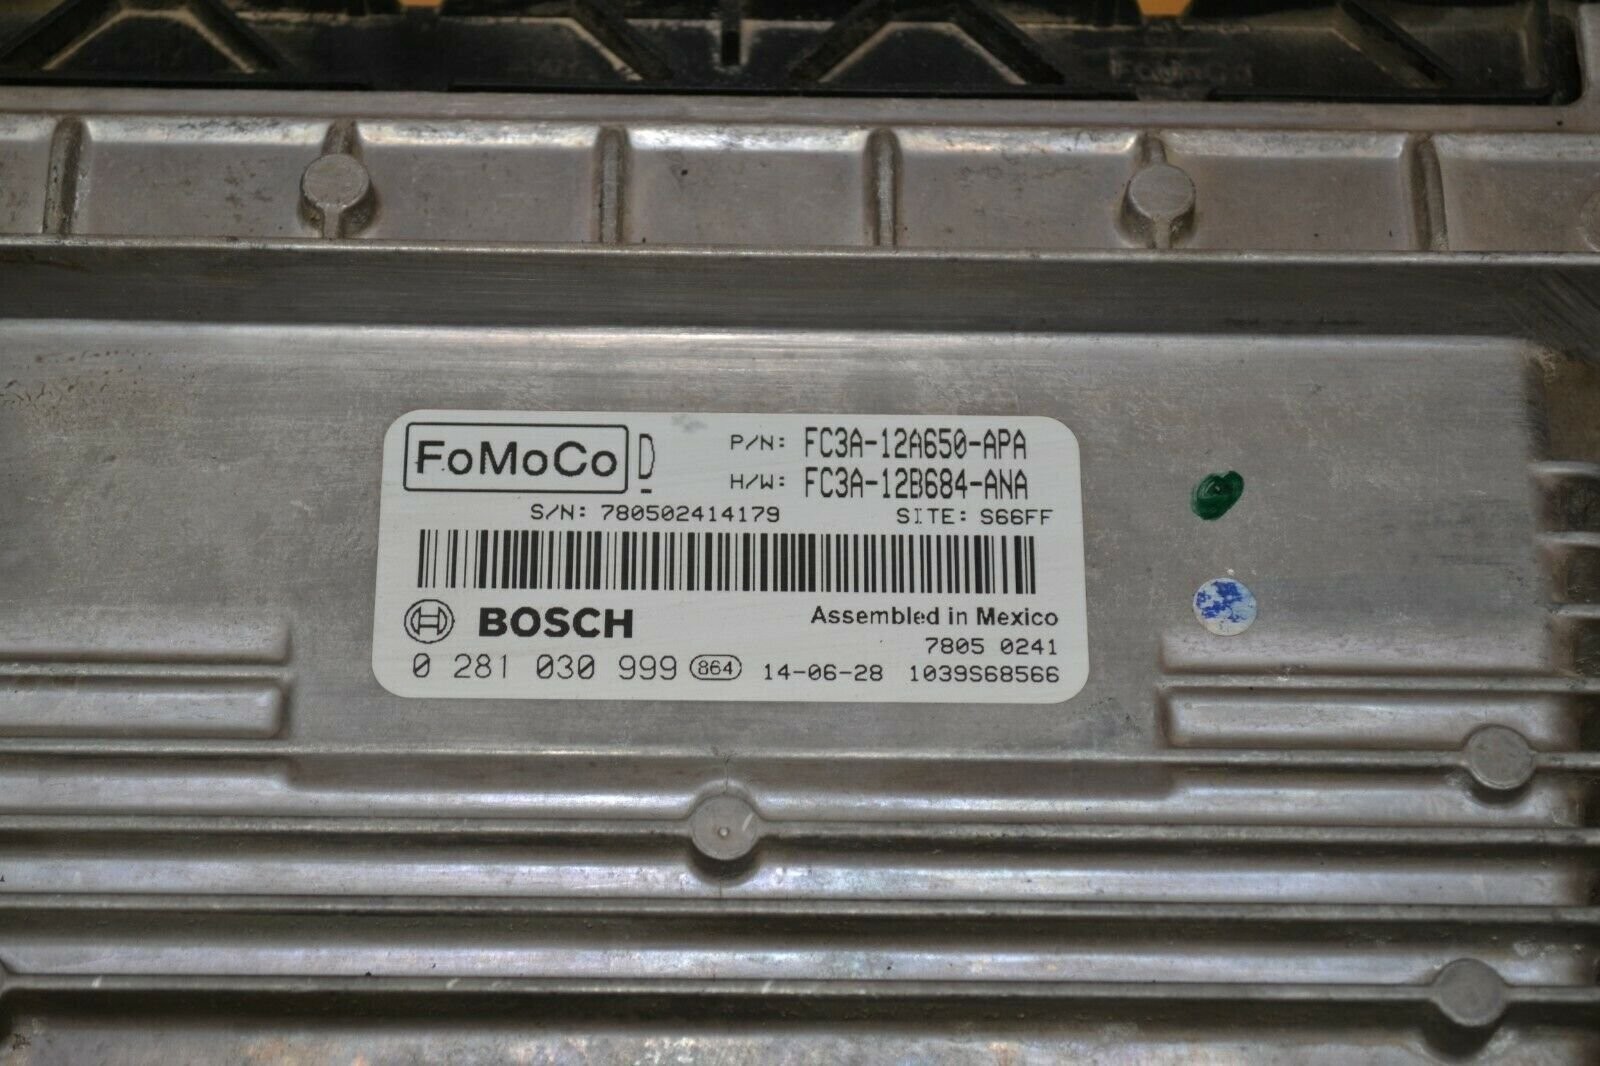 FoMoCo
FoMoCo D
P/N: FC3A-12A650-APA
H/W: FC3A-12B684-ANA
S/N: 780502414179 SITE: S66FF
BOSCH
Assembled in Mexico
7805 0241
0 281 030 999 864 14-06-28 1039S68566